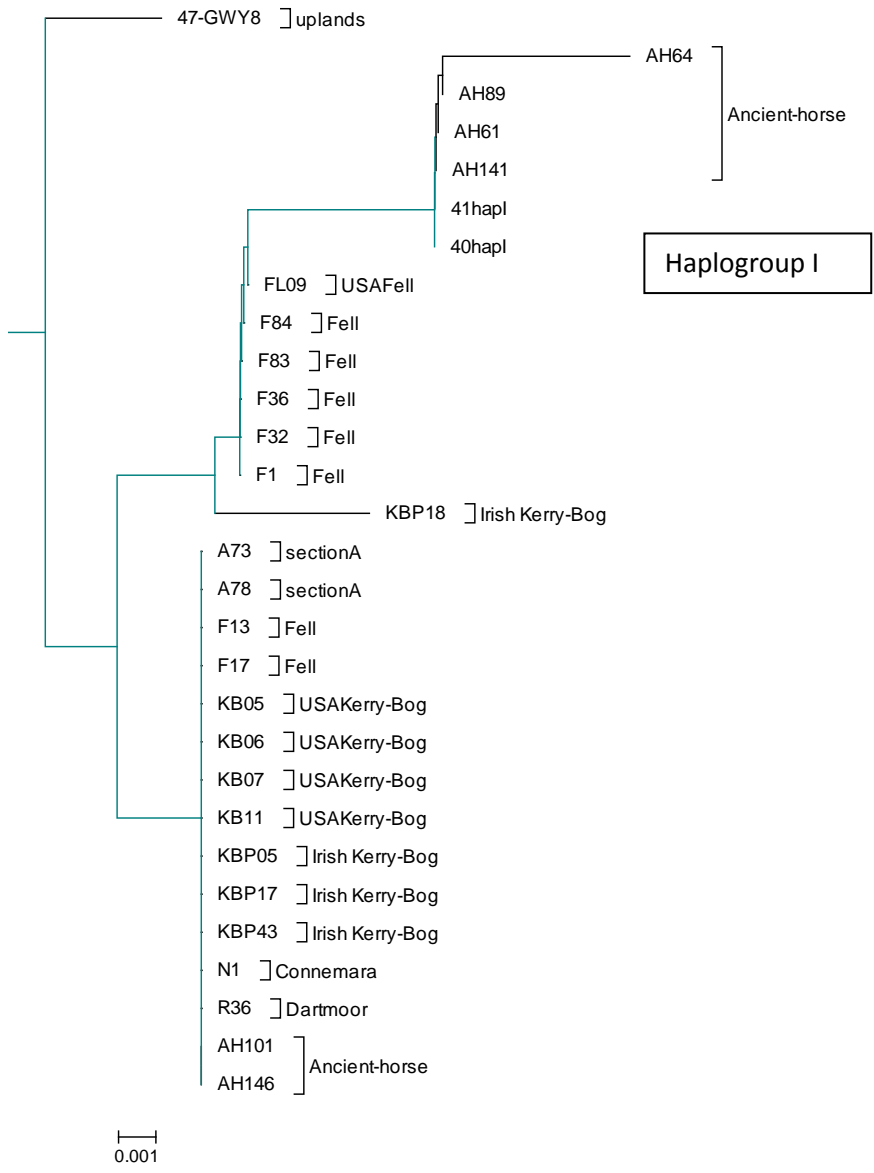 47-GWY8 uplands
AH64
AH89
Ancient-horse
AH61
AH141
41hapI
40hapI
Haplogroup I
FL09 USAFell
F84 Fell
F83 Fell
F36 Fell
F32 Fell
F1 Fell
KBP18 Irish Kerry-Bog
A73 sectionA
A78 sectionA
F13 Fell
F17 Fell
KB05 USAKerry-Bog
KB06 USAKerry-Bog
KB07 USAKerry-Bog
KB11 USAKerry-Bog
KBP05 Irish Kerry-Bog
KBP17 Irish Kerry-Bog
KBP43 Irish Kerry-Bog
N1 Connemara
R36 Dartmoor
AH101
Ancient-horse
AH146
0.001